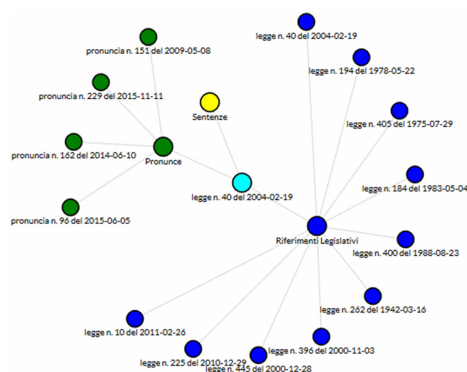 legge n. 40 del 2004-02-19
pronuncia n. 151 del 2009-05-08
legge n. 194 del 1978-05-22
pronuncia n. 229 del 2015-11-11
Sentenze
legge n. 405 del 1975-07-29
pronuncia n. 162 del 2014-06-10
Pronunce
legge n. 184 del 1983-05-04
legge n. 40 del 2004-02-19
pronuncia n. 96 del 2015-06-05
Riferimenti Legislativi
legge n. 400 del 1988-08-23
legge n. 262 del 1942-03-16
legge n. 10 del 2011-02-26
legge n. 396 del 2000-11-03
legge n. 225 del 2010-12-29
legge n. 445 del 2000-12-28